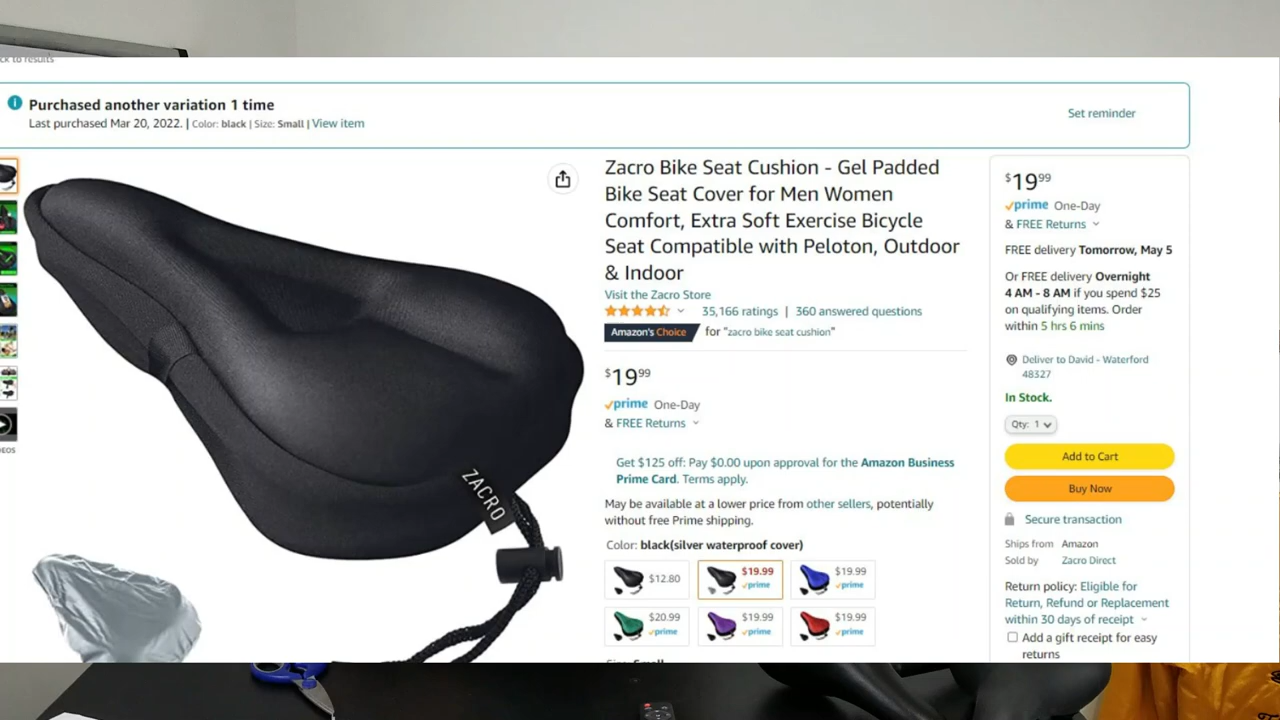 ck to results
Purchased another variation 1 time
Last purchased Mar 20, 2022. | Color: black | Size: Small | View item
Set reminder
EOS
ZACRO
Zacro Bike Seat Cushion - Gel Padded
Bike Seat Cover for Men Women
Comfort, Extra Soft Exercise Bicycle
Seat Compatible with Peloton, Outdoor
& Indoor
Visit the Zacro Store
35,166 ratings | 360 answered questions
Amazon's Choice for "zacro bike seat cushion"
$19.99
prime One-Day
& FREE Returns
Get $125 off: Pay $0.00 upon approval for the Amazon Business
Prime Card. Terms apply.
May be available at a lower price from other sellers, potentially
without free Prime shipping.
Color: black(silver waterproof cover)
$12.80
$19.99
prime
$19.99
prime
$20.99
prime
$19.99
prime
$19.99
prime
Size: Small
$19.99
prime One-Day
& FREE Returns
FREE delivery Tomorrow, May 5
Or FREE delivery Overnight
4 AM - 8 AM if you spend $25
on qualifying items. Order
within 5 hrs 6 mins
Deliver to David - Waterford
48327
In Stock.
Qty: 1
Add to Cart
Buy Now
Secure transaction
Ships from Amazon
Sold by Zacro Direct
Return policy: Eligible for
Return, Refund or Replacement
within 30 days of receipt
Add a gift receipt for easy
returns